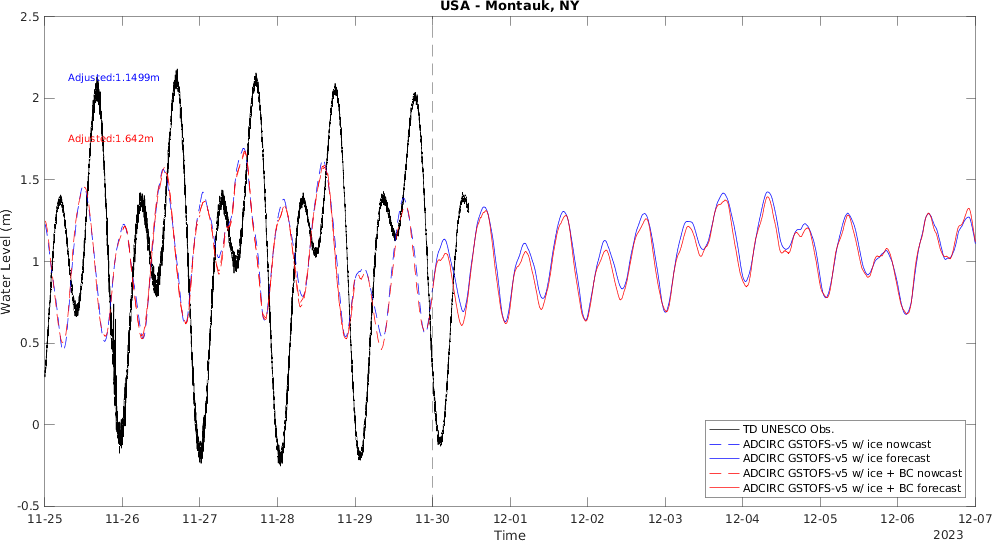 USA - Montauk, NY
2.5
2
1.5
1
0.5
0
-0.5
Water Level (m)
Adjusted:1.1499m
Adjusted:1.642m
TD UNESCO Obs.
ADCIRC GSTOFS-v5 w/ ice nowcast
ADCIRC GSTOFS-v5 w/ ice forecast
ADCIRC GSTOFS-v5 w/ ice + BC nowcast
ADCIRC GSTOFS-v5 w/ ice + BC forecast
11-25 11-26 11-27 11-28 11-29 11-30 12-01 12-02 12-03 12-04 12-05 12-06 12-07
Time
2023